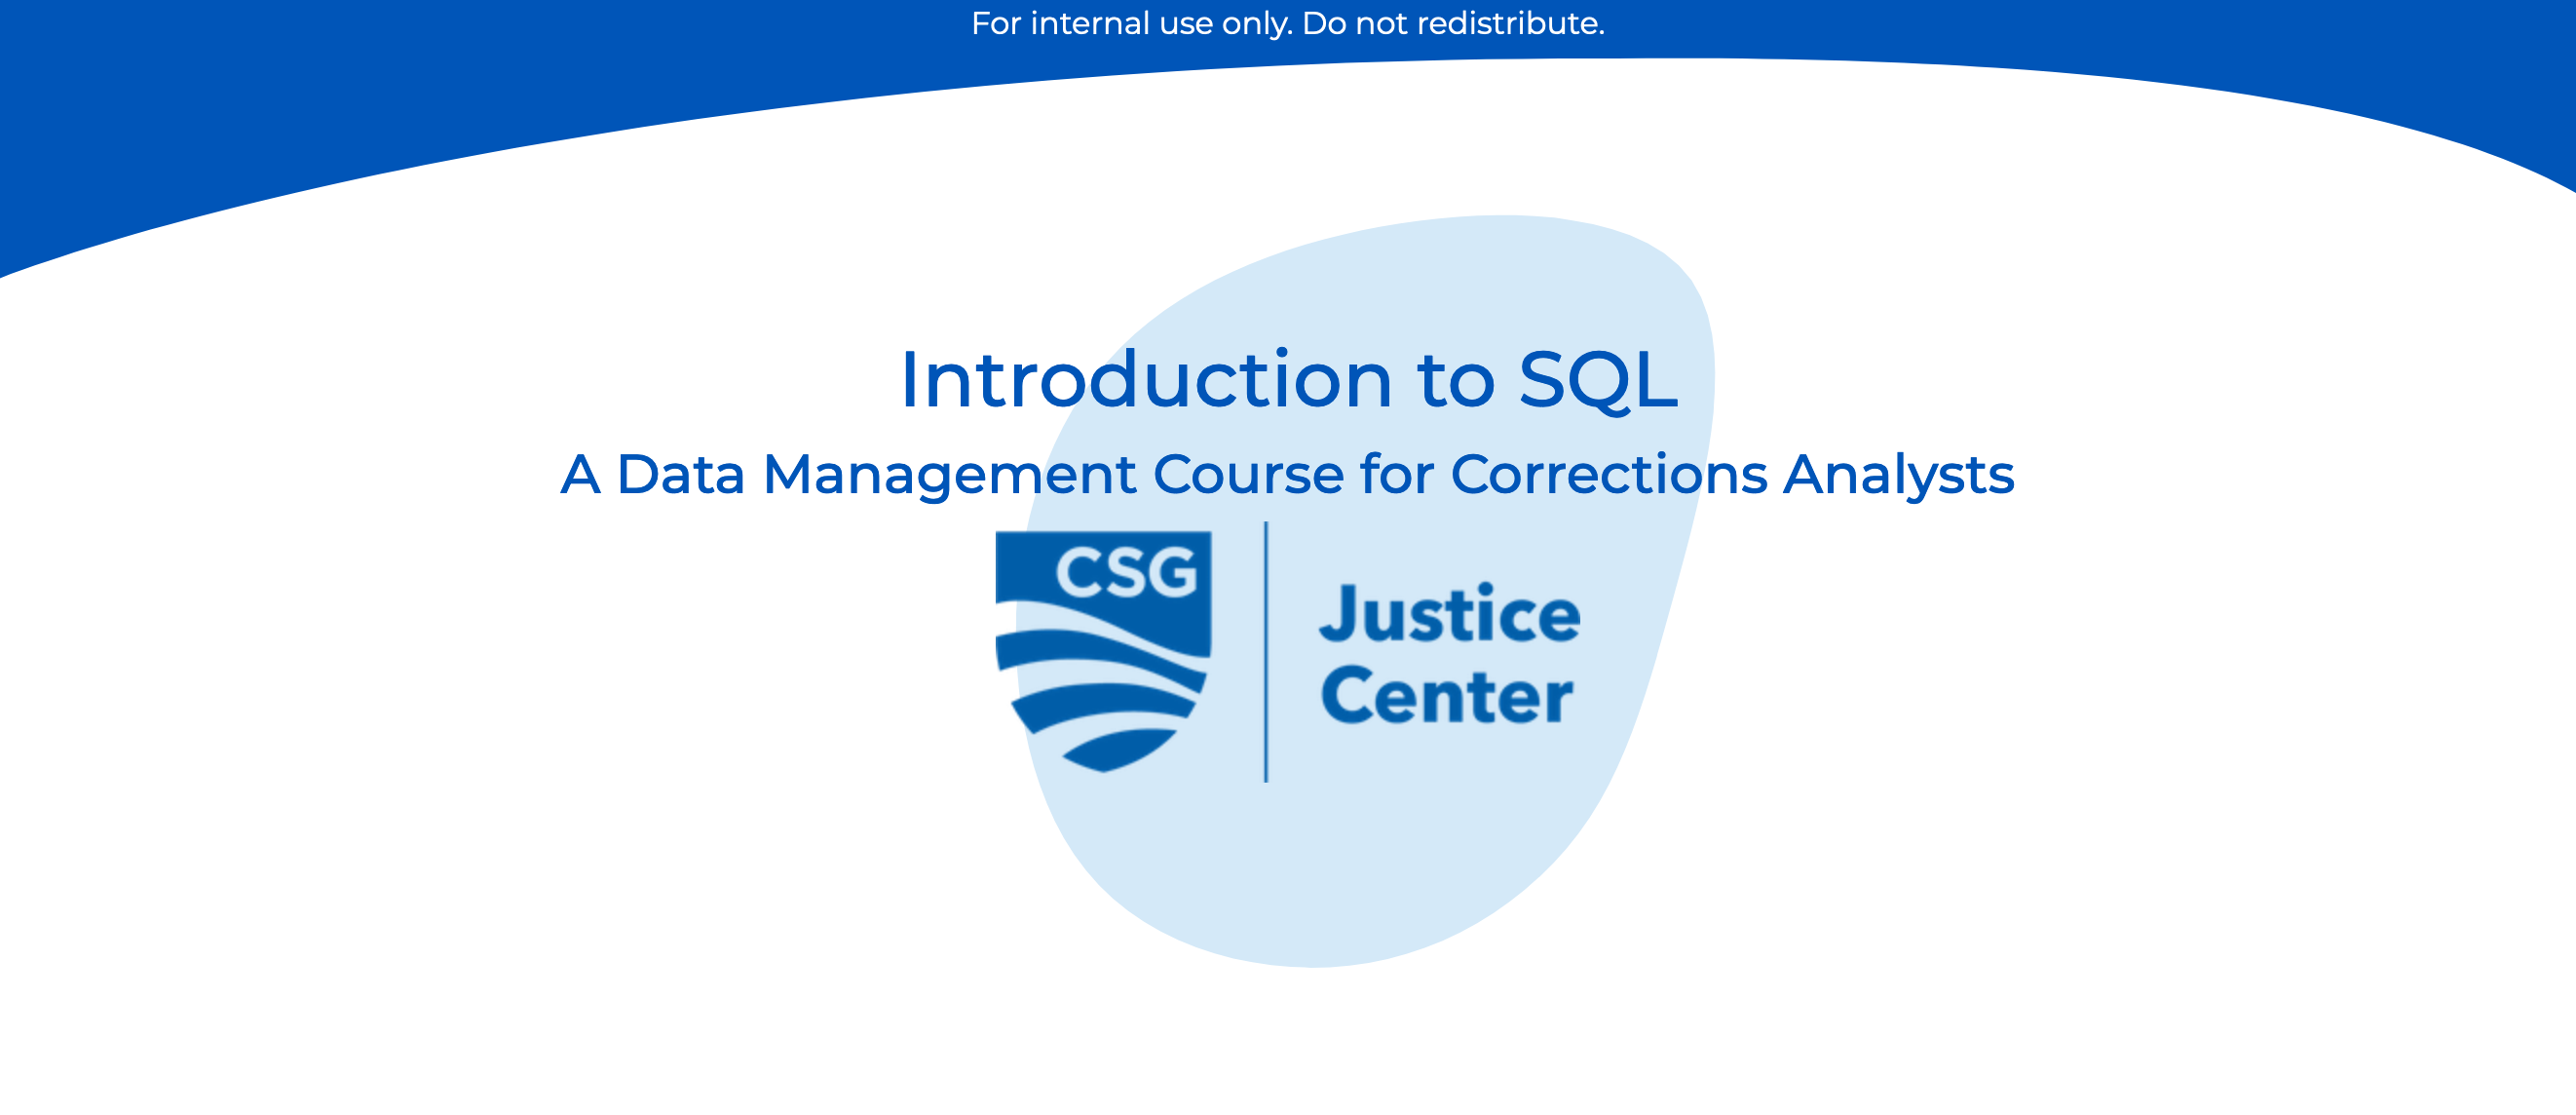 For internal use only. Do not redistribute.
Introduction to SQL
A Data Management Course for Corrections Analysts
CSG
Justice
Center